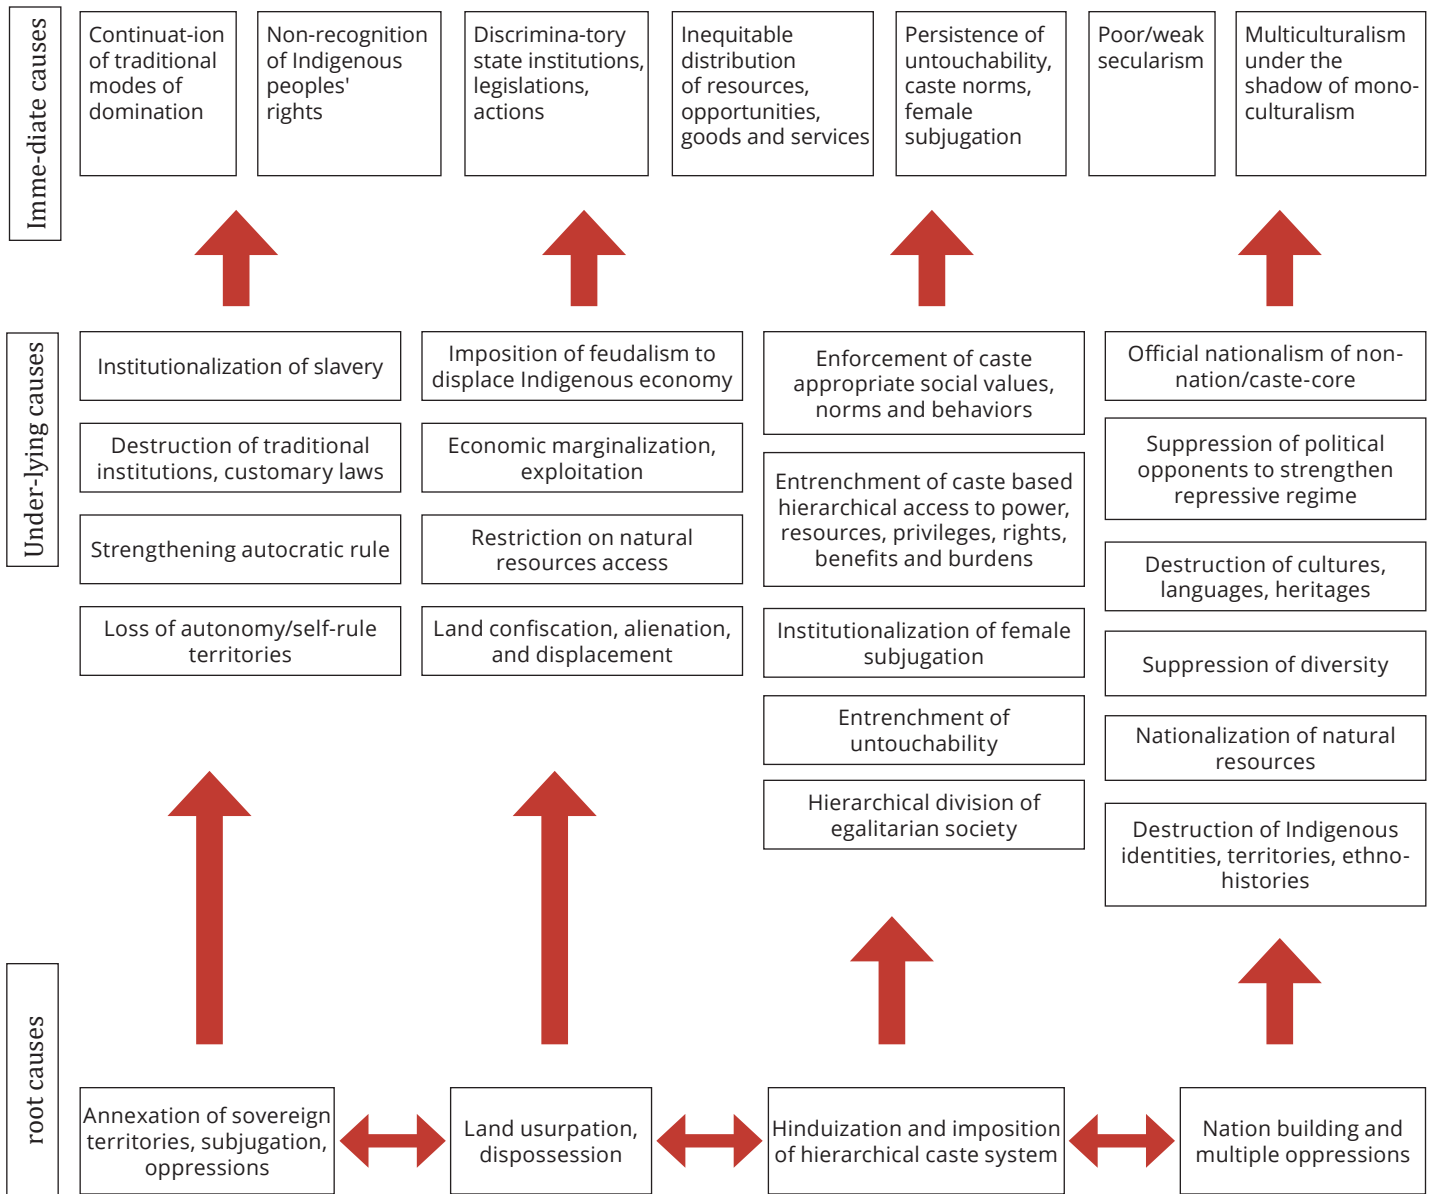 Imme-diate causes
Continuat-ion
of traditional
modes of
domination
Non-recognition
of Indigenous
peoples'
rights
Discrimina-tory
state institutions,
legislations,
actions
Inequitable
distribution
of resources,
opportunities,
goods and services
Persistence of
untouchability,
caste norms,
female
subjugation
Poor/weak
secularism
Multiculturalism
under the
shadow of mono-
culturalism
Under-lying causes
Institutionalization of slavery
Destruction of traditional
institutions, customary laws
Strengthening autocratic rule
Loss of autonomy/self-rule
territories
Imposition of feudalism to
displace Indigenous economy
Economic marginalization,
exploitation
Restriction on natural
resources access
Land confiscation, alienation,
and displacement
Enforcement of caste
appropriate social values,
norms and behaviors
Entrenchment of caste based
hierarchical access to power,
resources, privileges, rights,
benefits and burdens
Institutionalization of female
subjugation
Entrenchment of
untouchability
Hierarchical division of
egalitarian society
Official nationalism of non-
nation/caste-core
Suppression of political
opponents to strengthen
repressive regime
Destruction of cultures,
languages, heritages
Suppression of diversity
Nationalization of natural
resources
Destruction of Indigenous
identities, territories, ethno-
histories
root causes
Annexation of sovereign
territories, subjugation,
oppressions
Land usurpation,
dispossession
Hinduization and imposition
of hierarchical caste system
Nation building and
multiple oppressions